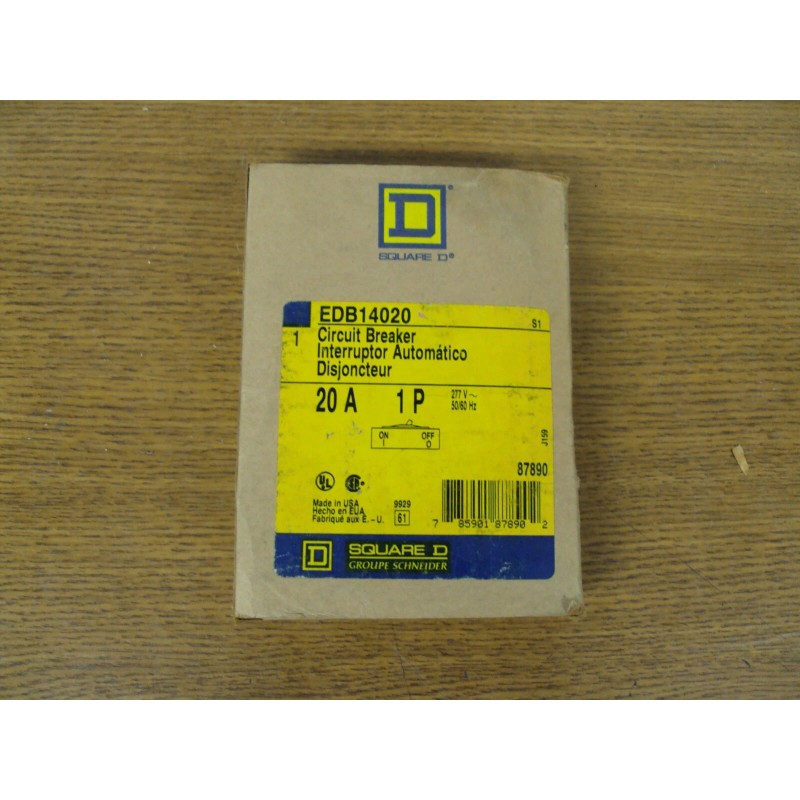 D
SQUARE D®
EDB14020
S1
1
Circuit Breaker
Interruptor Automático
Disjoncteur
20 A 1 P
277 V ~
50/60 Hz
ON OFF
I O
J159
87890
UL
Made in USA
Hecho en EUA
Fabriqué aux E. - U.
9929
61
7 85901 87890 2
D SQUARE D
GROUPE SCHNEIDER